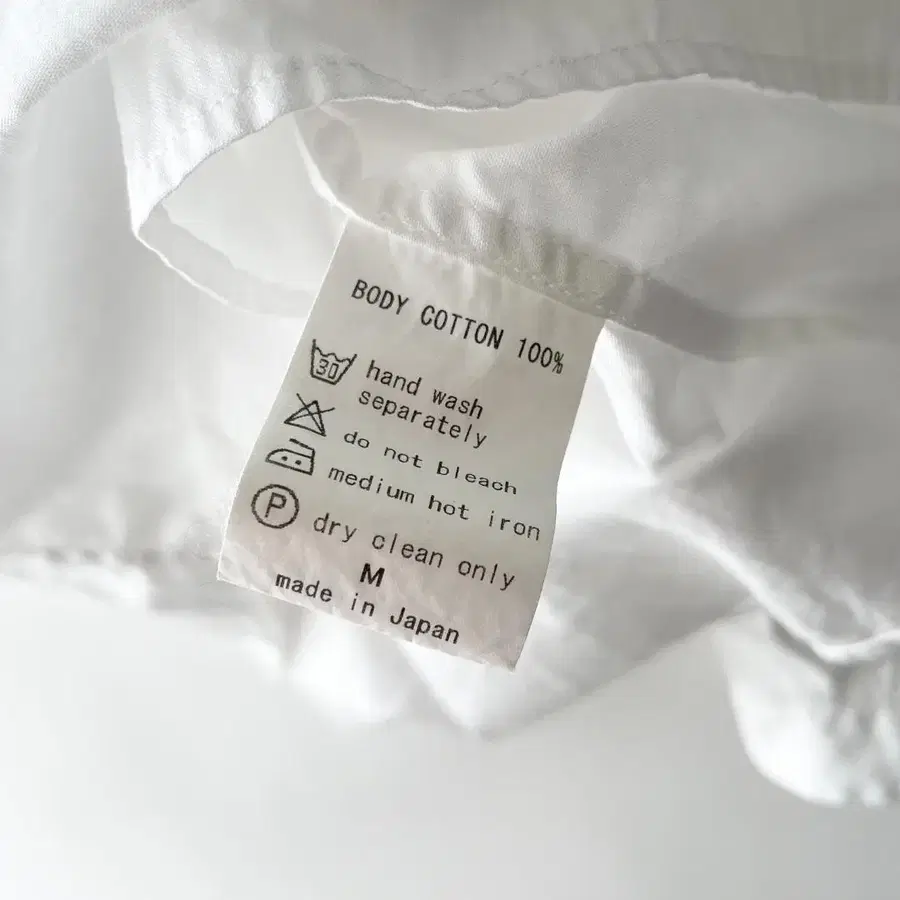 BODY COTTON 100%
30 hand wash
separately
do not bleach
medium hot iron
P dry clean only
M
made in Japan